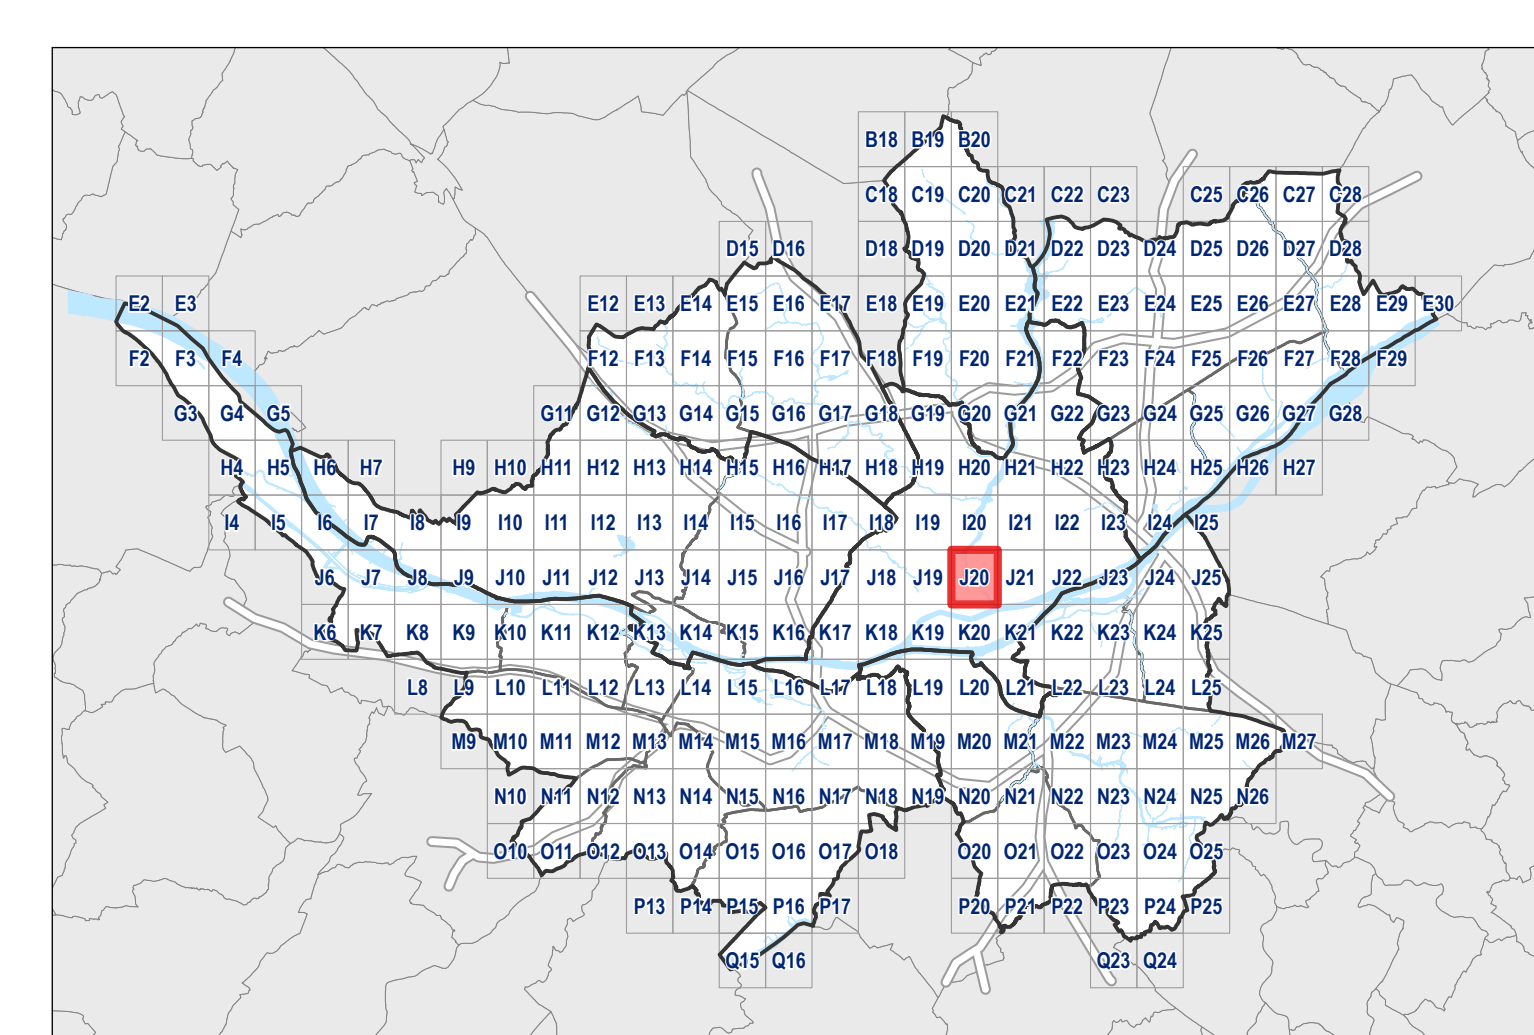 B18 B19 B20
C18 C19 C20 C21 C22 C23 C25 C26 C27 C28
D15 D16 D18 D19 D20 D21 D22 D23 D24 D25 D26 D27 D28
E2 E3 E12 E13 E14 E15 E16 E17 E18 E19 E20 E21 E22 E23 E24 E25 E26 E27 E28 E29 E30
F2 F3 F4 F12 F13 F14 F15 F16 F17 F18 F19 F20 F21 F22 F23 F24 F25 F26 F27 F28 F29
G3 G4 G5 G11 G12 G13 G14 G15 G16 G17 G18 G19 G20 G21 G22 G23 G24 G25 G26 G27 G28
H4 H5 H6 H7 H9 H10 H11 H12 H13 H14 H15 H16 H17 H18 H19 H20 H21 H22 H23 H24 H25 H26 H27
I4 I5 I6 I7 I8 I9 I10 I11 I12 I13 I14 I15 I16 I17 I18 I19 I20 I21 I22 I23 I24 I25
J6 J7 J8 J9 J10 J11 J12 J13 J14 J15 J16 J17 J18 J19 J20 J21 J22 J23 J24 J25
K6 K7 K8 K9 K10 K11 K12 K13 K14 K15 K16 K17 K18 K19 K20 K21 K22 K23 K24 K25
L8 L9 L10 L11 L12 L13 L14 L15 L16 L17 L18 L19 L20 L21 L22 L23 L24 L25
M9 M10 M11 M12 M13 M14 M15 M16 M17 M18 M19 M20 M21 M22 M23 M24 M25 M26 M27
N10 N11 N12 N13 N14 N15 N16 N17 N18 N19 N20 N21 N22 N23 N24 N25 N26
O10 O11 O12 O13 O14 O15 O16 O17 O18 O20 O21 O22 O23 O24 O25
P13 P14 P15 P16 P17 P20 P21 P22 P23 P24 P25
Q15 Q16 Q23 Q24